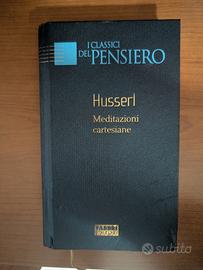 I CLASSICI
DEL PENSIERO
Husserl
Meditazioni
cartesiane
FABBRI
EDITORI
subito